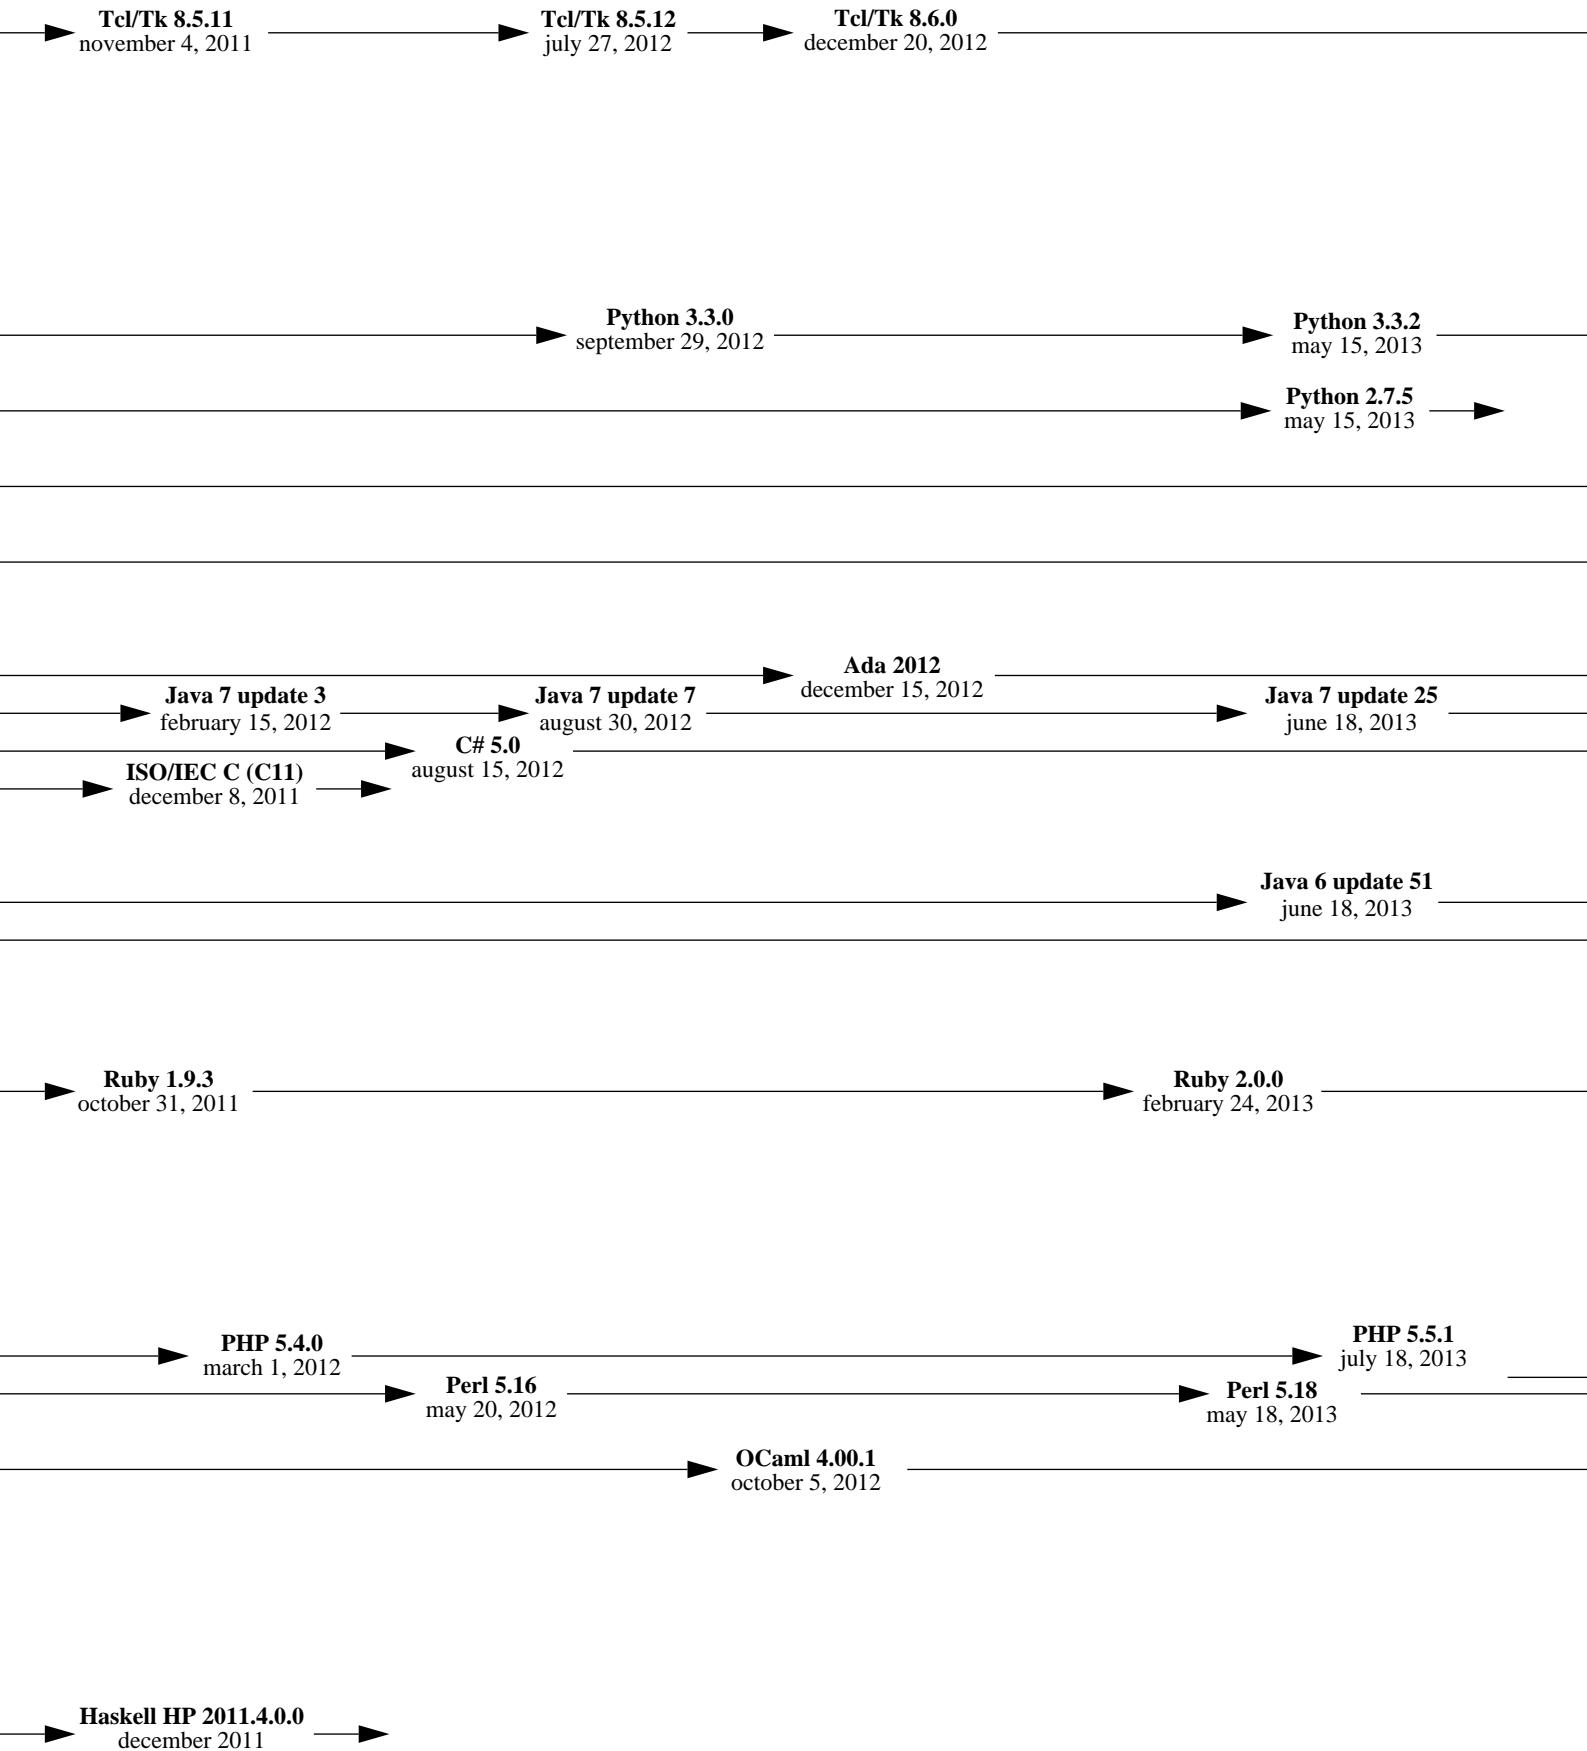 Tcl/Tk 8.5.11
november 4, 2011
Tcl/Tk 8.5.12
july 27, 2012
Tcl/Tk 8.6.0
december 20, 2012
Python 3.3.0
september 29, 2012
Python 3.3.2
may 15, 2013
Python 2.7.5
may 15, 2013
Ada 2012
december 15, 2012
Java 7 update 3
february 15, 2012
Java 7 update 7
august 30, 2012
Java 7 update 25
june 18, 2013
C# 5.0
august 15, 2012
ISO/IEC C (C11)
december 8, 2011
Java 6 update 51
june 18, 2013
Ruby 1.9.3
october 31, 2011
Ruby 2.0.0
february 24, 2013
PHP 5.4.0
march 1, 2012
PHP 5.5.1
july 18, 2013
Perl 5.16
may 20, 2012
Perl 5.18
may 18, 2013
OCaml 4.00.1
october 5, 2012
Haskell HP 2011.4.0.0
december 2011